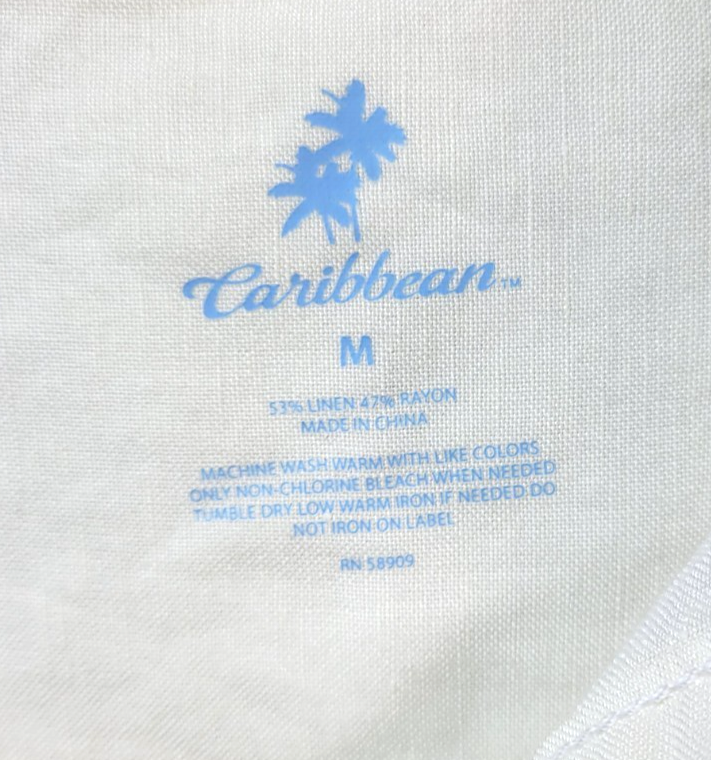 Caribbean™
M
53% LINEN 47% RAYON
MADE IN CHINA
MACHINE WASH WARM WITH LIKE COLORS
ONLY NON-CHLORINE BLEACH WHEN NEEDED
TUMBLE DRY LOW WARM IRON IF NEEDED DO
NOT IRON ON LABEL
RN 58909